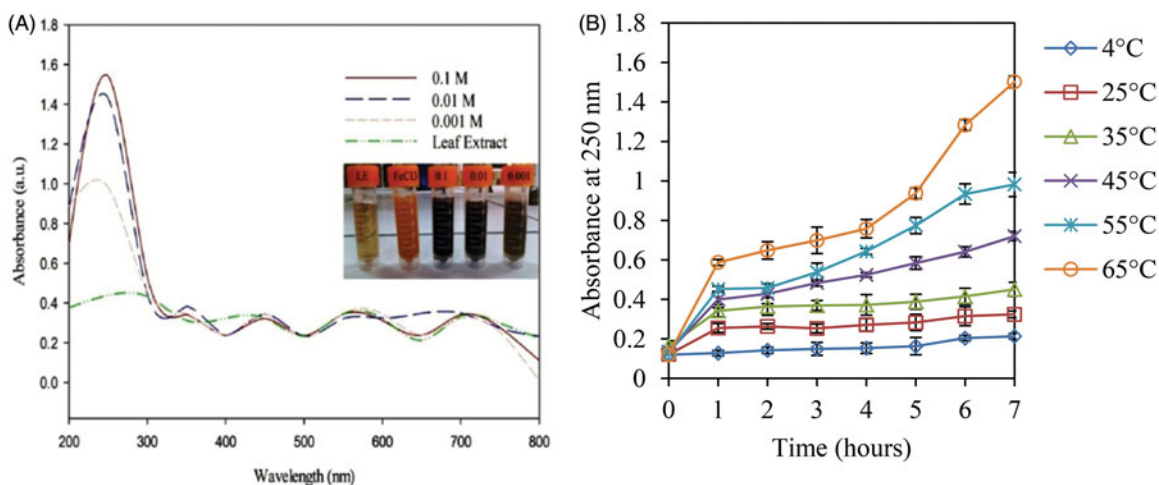 (A)
1.8
1.6
1.4
1.2
1.0
0.8
0.6
0.4
0.2
0.0
Absorbance (a.u.)
200 300 400 500 600 700 800
Wavelength (nm)
0.1 M
0.01 M
0.001 M
Leaf Extract
LE FeCl3 0.1 0.01 0.001
(B)
1.8
1.6
1.4
1.2
1
0.8
0.6
0.4
0.2
0
Absorbance at 250 nm
0 1 2 3 4 5 6 7
Time (hours)
4°C
25°C
35°C
45°C
55°C
65°C